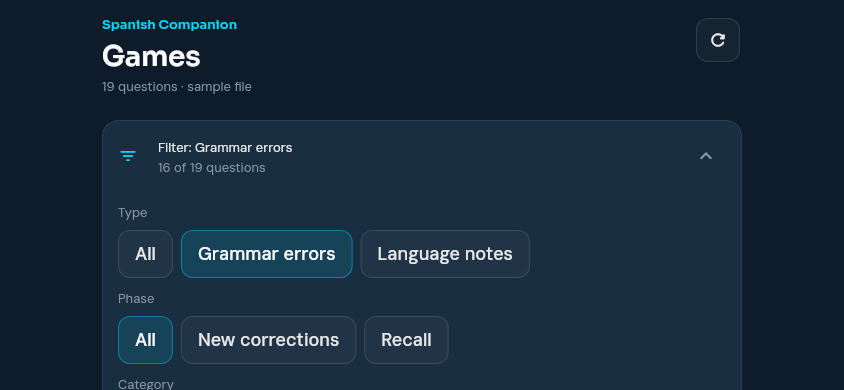 Spanish Companion
Games
19 questions · sample file
Filter: Grammar errors
16 of 19 questions
Type
All Grammar errors Language notes
Phase
All New corrections Recall
Category